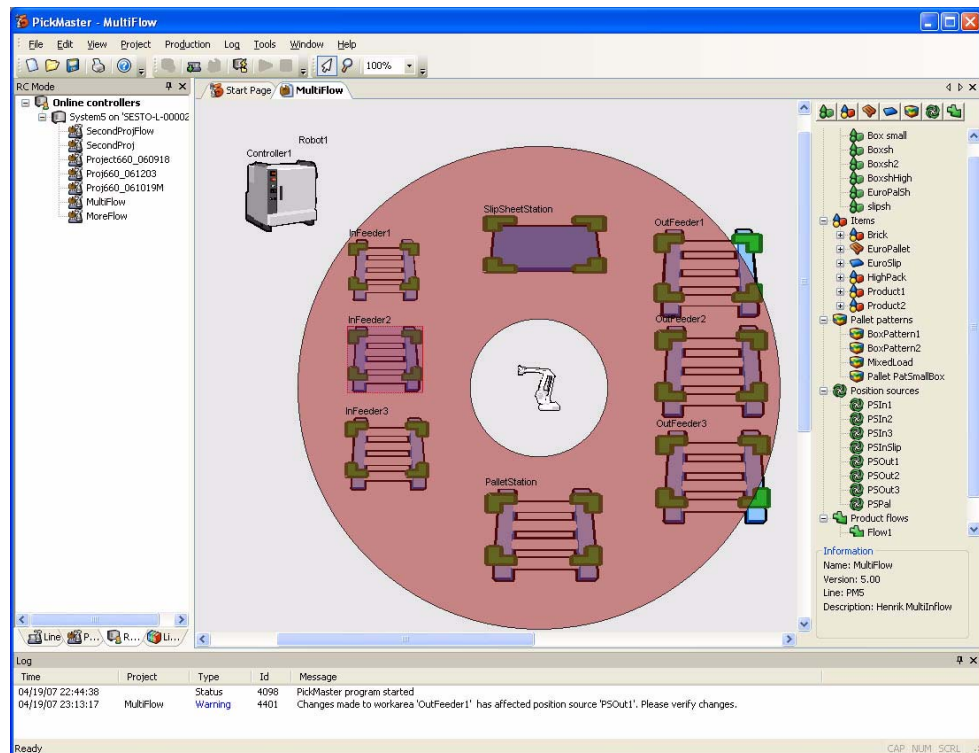 PickMaster - MultiFlow
File Edit View Project Production Log Tools Window Help
100%
RC Mode
Start Page MultiFlow
Online controllers
System5 on 'SESTO-L-00002
SecondProjFlow
SecondProj
Project660_060918
Proj660_061203
Proj660_061019M
MultiFlow
MoreFlow
Robot1
Controller1
SlipSheetStation
InFeeder1
OutFeeder1
InFeeder2
OutFeeder2
InFeeder3
OutFeeder3
PalletStation
Box small
Boxsh
Boxsh2
BoxshHigh
EuroPalSh
slipsh
Items
Brick
EuroPallet
EuroSlip
HighPack
Product1
Product2
Pallet patterns
BoxPattern1
BoxPattern2
MixedLoad
Pallet PatSmallBox
Position sources
PSIn1
PSIn2
PSIn3
PSInSlip
PSOut1
PSOut2
PSOut3
PSPal
Product flows
Flow1
Information
Name: MultiFlow
Version: 5.00
Line: PM5
Description: Henrik MultiInflow
Line P... R... Li...
Log
Time Project Type Id Message
04/19/07 22:44:38 Status 4098 PickMaster program started
04/19/07 23:13:17 MultiFlow Warning 4401 Changes made to workarea 'OutFeeder1' has affected position source 'PSOut1'. Please verify changes.
Ready CAP NUM SCRL